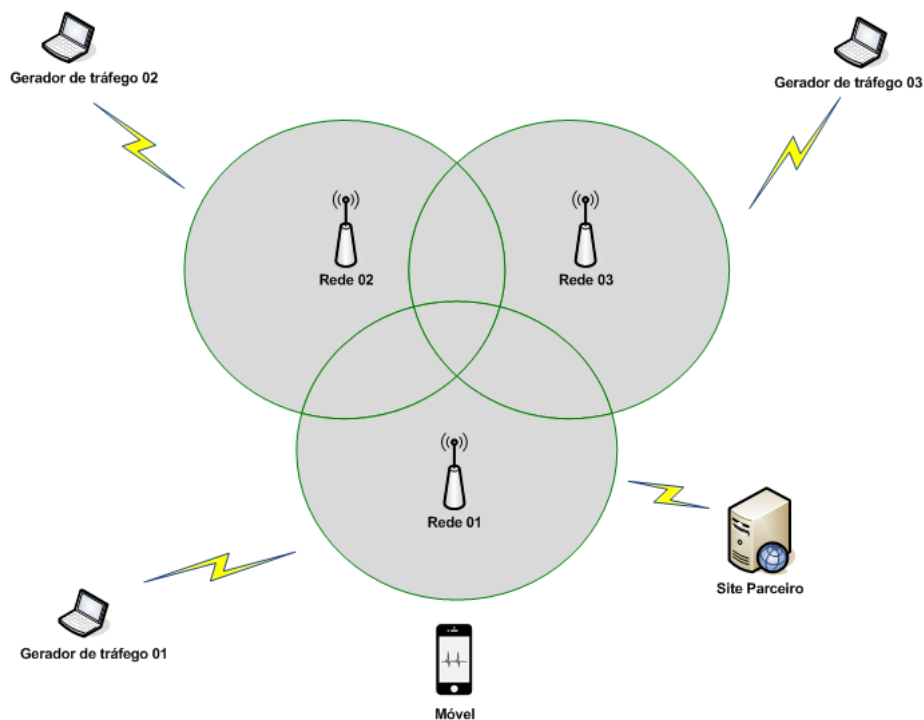 Gerador de tráfego 02
Gerador de tráfego 03
Rede 02
Rede 03
Rede 01
Site Parceiro
Gerador de tráfego 01
Móvel